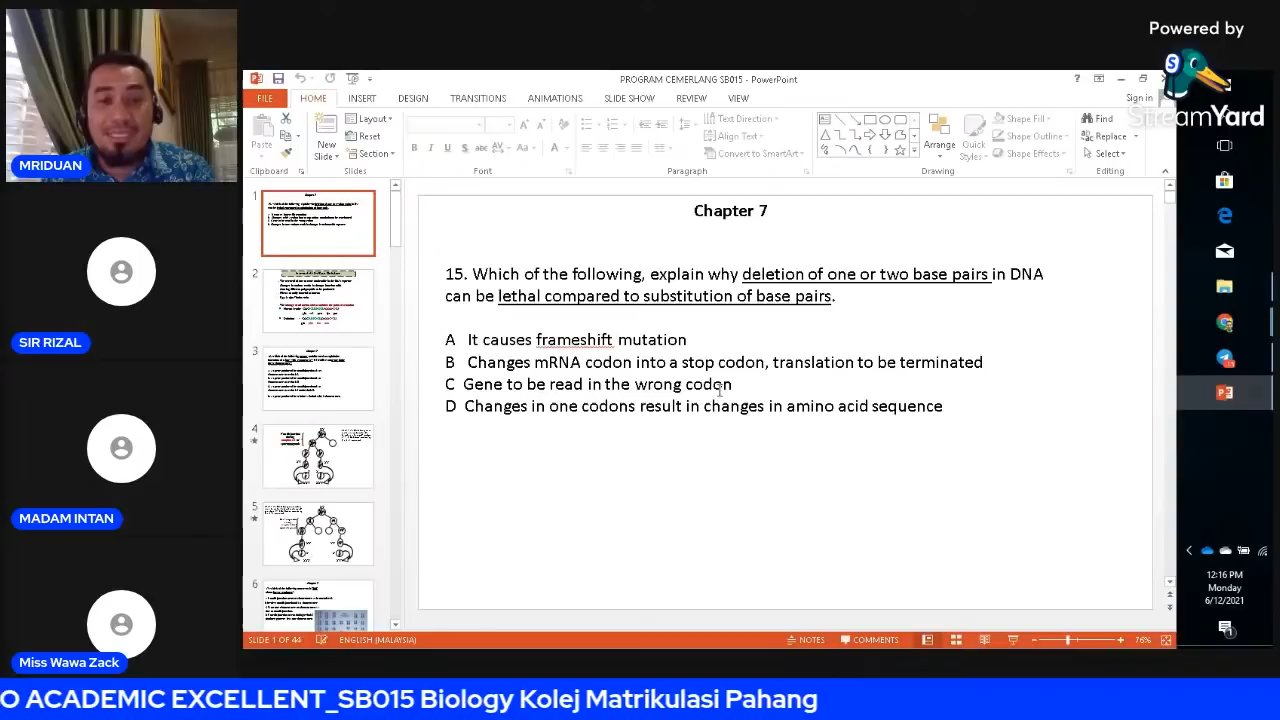 Powered by
StreamYard
MRIDUAN
SIR RIZAL
MADAM INTAN
Miss Wawa Zack
PROGRAM CEMERLANG SB015 - PowerPoint
FILE HOME INSERT DESIGN TRANSITIONS ANIMATIONS SLIDE SHOW REVIEW VIEW Sign in
Paste
New
Slide
Layout
Reset
Section
Text Direction
Align Text
Convert to SmartArt
Arrange
Quick
Styles
Shape Fill
Shape Outline
Shape Effects
Find
Replace
Select
Clipboard Slides Font Paragraph Drawing Editing
1
2
3
4
5
6
Chapter 7
15. Which of the following, explain why deletion of one or two base pairs in DNA
can be lethal compared to substitution of base pairs.
A It causes frameshift mutation
B Changes mRNA codon into a stop codon, translation to be terminated
C Gene to be read in the wrong codon
D Changes in one codons result in changes in amino acid sequence
SLIDE 1 OF 44 ENGLISH (MALAYSIA) NOTES COMMENTS 76%
12:16 PM
Monday
6/12/2021
O ACADEMIC EXCELLENT_SB015 Biology Kolej Matrikulasi Pahang